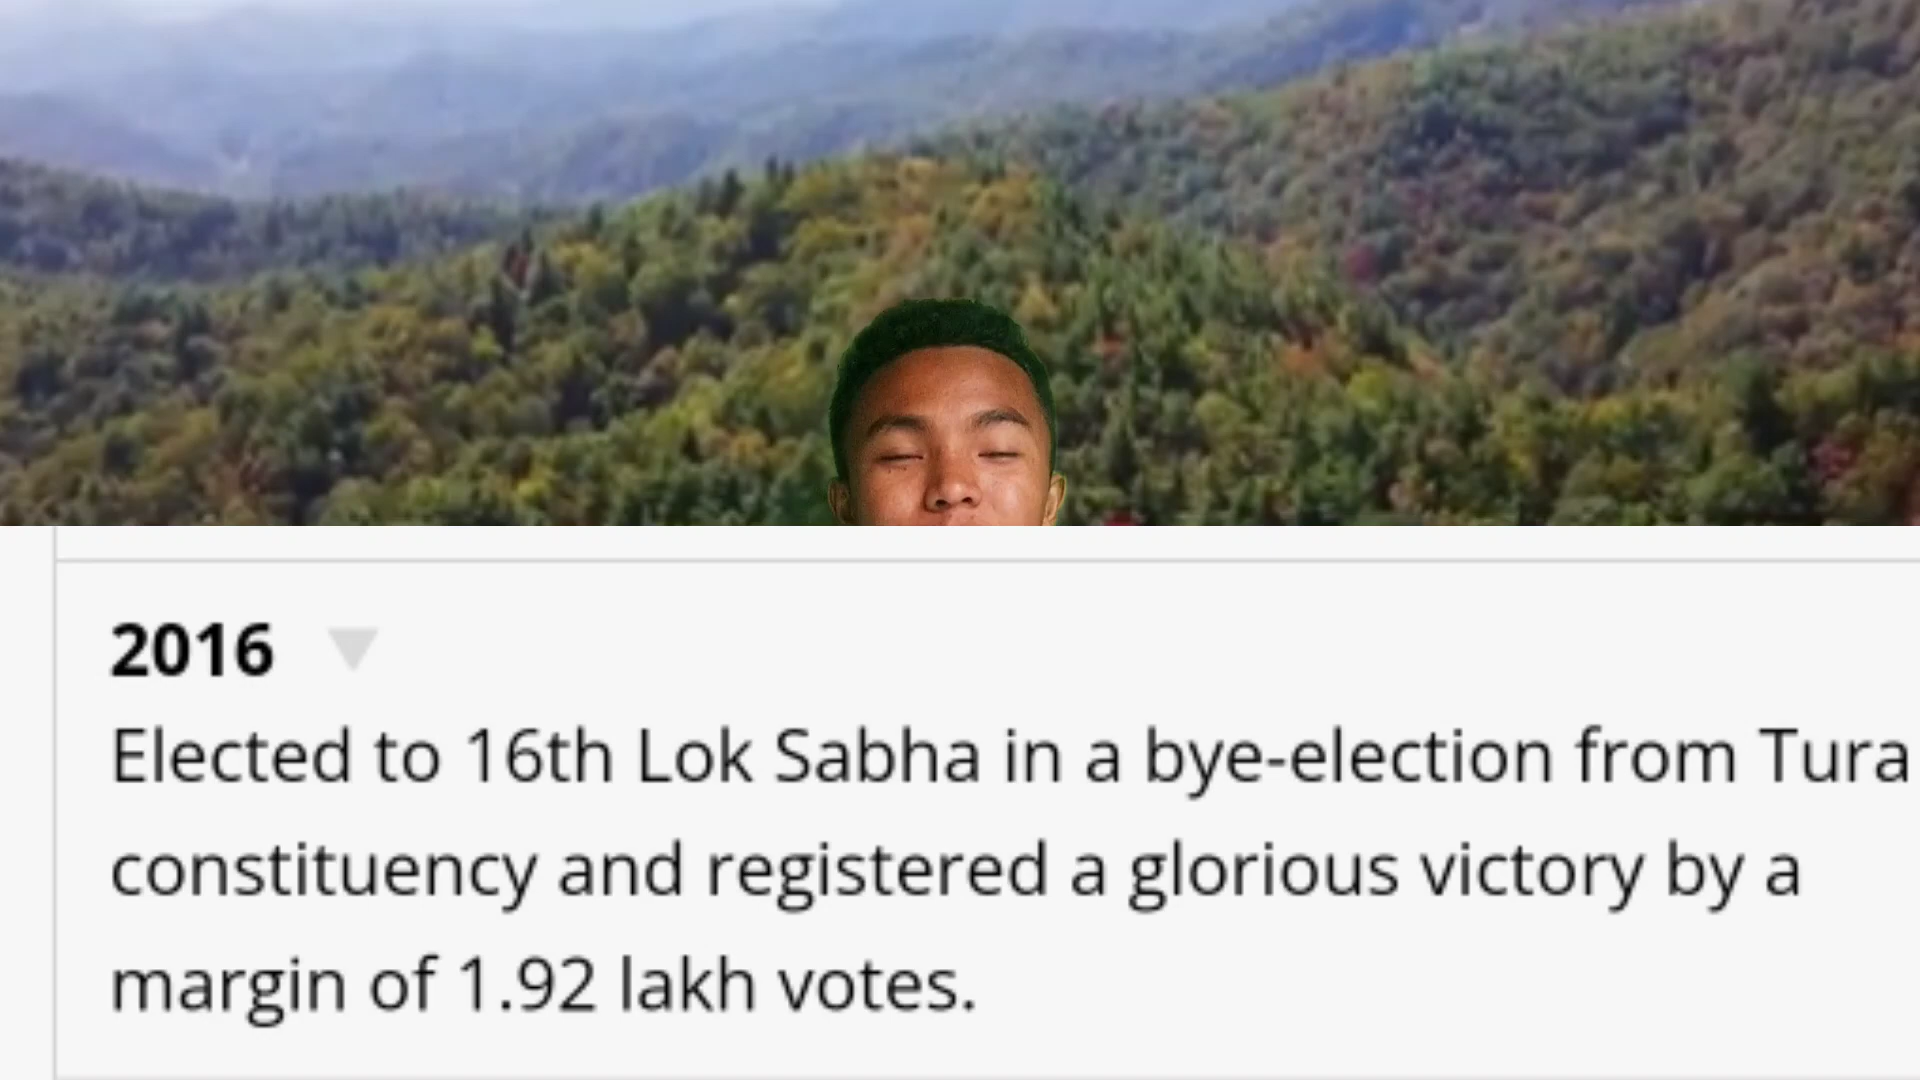 2016
Elected to 16th Lok Sabha in a bye-election from Tura
constituency and registered a glorious victory by a
margin of 1.92 lakh votes.